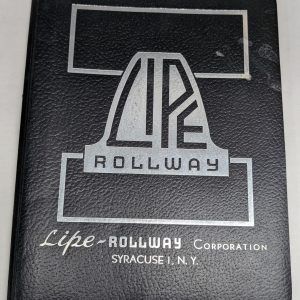 LIPE
ROLLWAY
Lipe-ROLLWAY CORPORATION
SYRACUSE 1, N. Y.